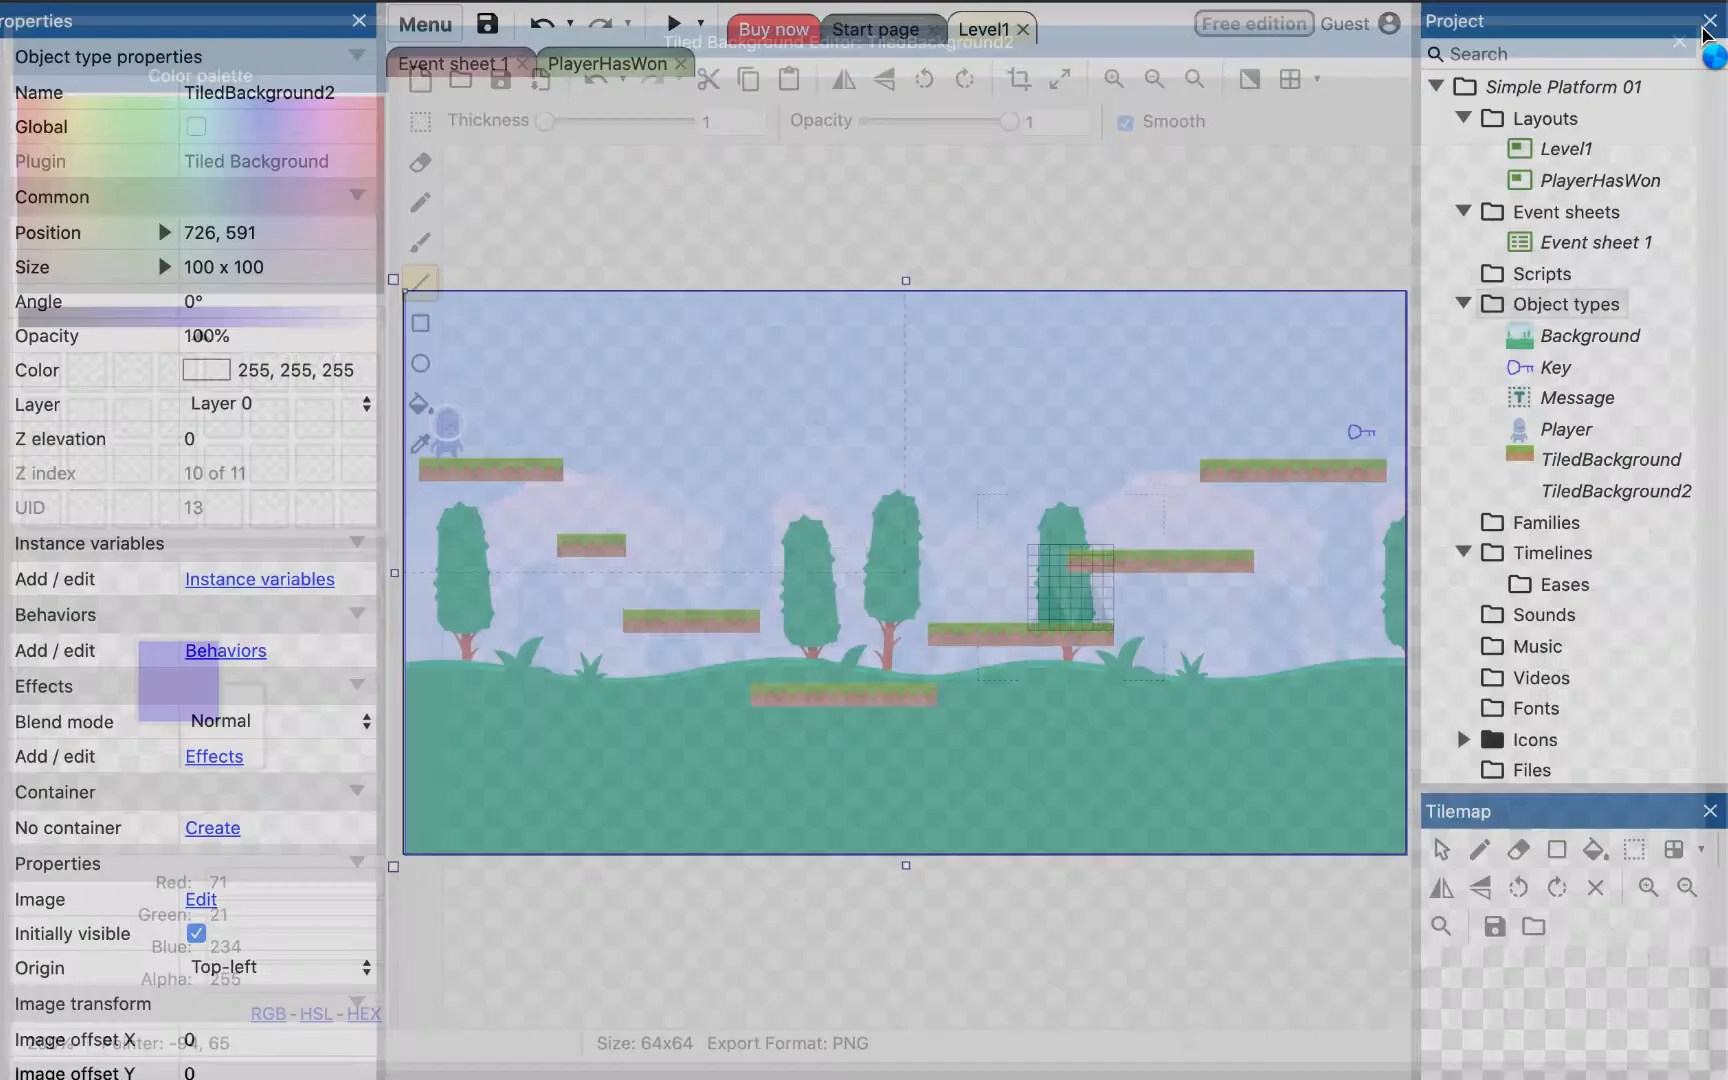 roperties
Menu
Buy now
Start page
Level1
Free edition
Guest
Tiled Background Editor: TiledBackground2
Event sheet 1
PlayerHasWon
Thickness
1
Opacity
1
Smooth
Object type properties
Color palette
Name TiledBackground2
Global
Plugin Tiled Background
Common
Position 726, 591
Size 100 x 100
Angle 0°
Opacity 100%
Color 255, 255, 255
Layer Layer 0
Z elevation 0
Z index 10 of 11
UID 13
Instance variables
Add / edit Instance variables
Behaviors
Add / edit Behaviors
Effects
Blend mode Normal
Add / edit Effects
Container
No container Create
Properties
Red: 71
Image Edit
Green: 21
Initially visible
Blue: 234
Origin Top-left
Alpha: 255
Image transform
RGB - HSL - HEX
Image offset X 0
Image offset Y 0
Size: 64x64 Export Format: PNG
Project
Search
Simple Platform 01
Layouts
Level1
PlayerHasWon
Event sheets
Event sheet 1
Scripts
Object types
Background
Key
Message
Player
TiledBackground
TiledBackground2
Families
Timelines
Eases
Sounds
Music
Videos
Fonts
Icons
Files
Tilemap